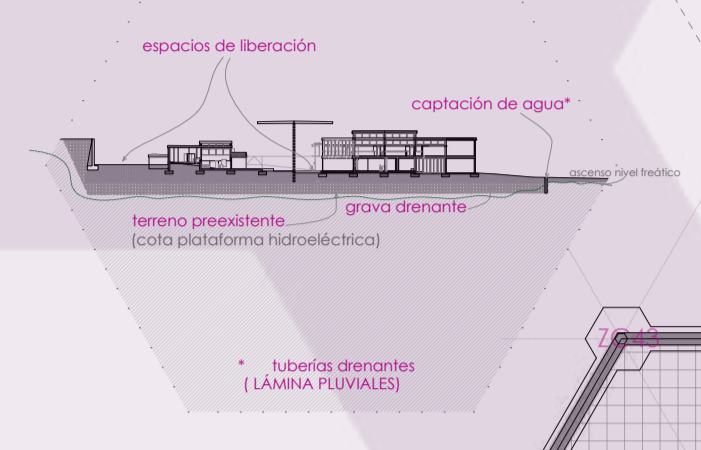 espacios de liberación
captación de agua*
ascenso nivel freático
grava drenante
terreno preexistente
(cota plataforma hidroeléctrica)
ZG43
* tuberías drenantes
( LÁMINA PLUVIALES)